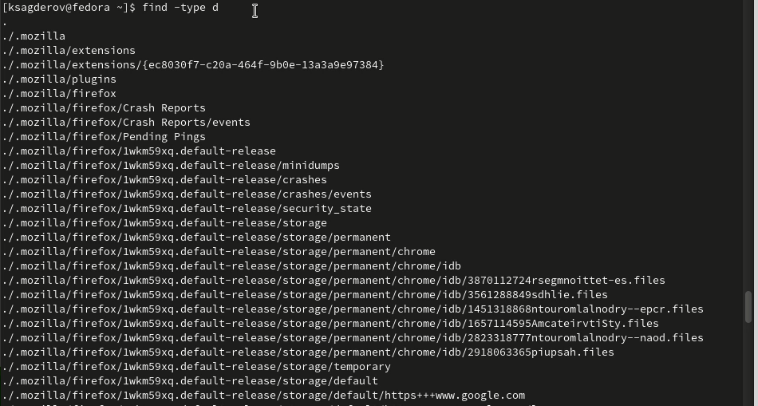 [ksagderov@fedora ~]$ find -type d
.
./.mozilla
./.mozilla/extensions
./.mozilla/extensions/{ec8030f7-c20a-464f-9b0e-13a3a9e97384}
./.mozilla/plugins
./.mozilla/firefox
./.mozilla/firefox/Crash Reports
./.mozilla/firefox/Crash Reports/events
./.mozilla/firefox/Pending Pings
./.mozilla/firefox/1wkm59xq.default-release
./.mozilla/firefox/1wkm59xq.default-release/minidumps
./.mozilla/firefox/1wkm59xq.default-release/crashes
./.mozilla/firefox/1wkm59xq.default-release/crashes/events
./.mozilla/firefox/1wkm59xq.default-release/security_state
./.mozilla/firefox/1wkm59xq.default-release/storage
./.mozilla/firefox/1wkm59xq.default-release/storage/permanent
./.mozilla/firefox/1wkm59xq.default-release/storage/permanent/chrome
./.mozilla/firefox/1wkm59xq.default-release/storage/permanent/chrome/idb
./.mozilla/firefox/1wkm59xq.default-release/storage/permanent/chrome/idb/3870112724rsegmnoittet-es.files
./.mozilla/firefox/1wkm59xq.default-release/storage/permanent/chrome/idb/3561288849sdhlie.files
./.mozilla/firefox/1wkm59xq.default-release/storage/permanent/chrome/idb/1451318868ntouromlalnodry--epcr.files
./.mozilla/firefox/1wkm59xq.default-release/storage/permanent/chrome/idb/1657114595AmcateirvtiSty.files
./.mozilla/firefox/1wkm59xq.default-release/storage/permanent/chrome/idb/2823318777ntouromlalnodry--naod.files
./.mozilla/firefox/1wkm59xq.default-release/storage/permanent/chrome/idb/2918063365piupsah.files
./.mozilla/firefox/1wkm59xq.default-release/storage/temporary
./.mozilla/firefox/1wkm59xq.default-release/storage/default
./.mozilla/firefox/1wkm59xq.default-release/storage/default/https+++www.google.com